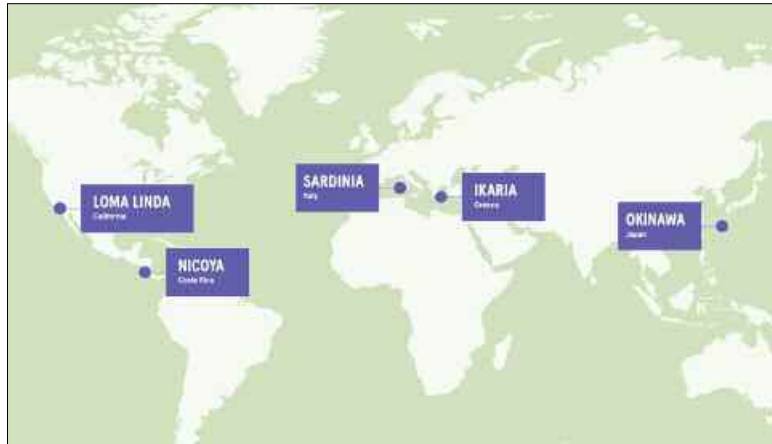 SARDINIA
Italy
IKARIA
Greece
LOMA LINDA
California
OKINAWA
Japan
NICOYA
Costa Rica